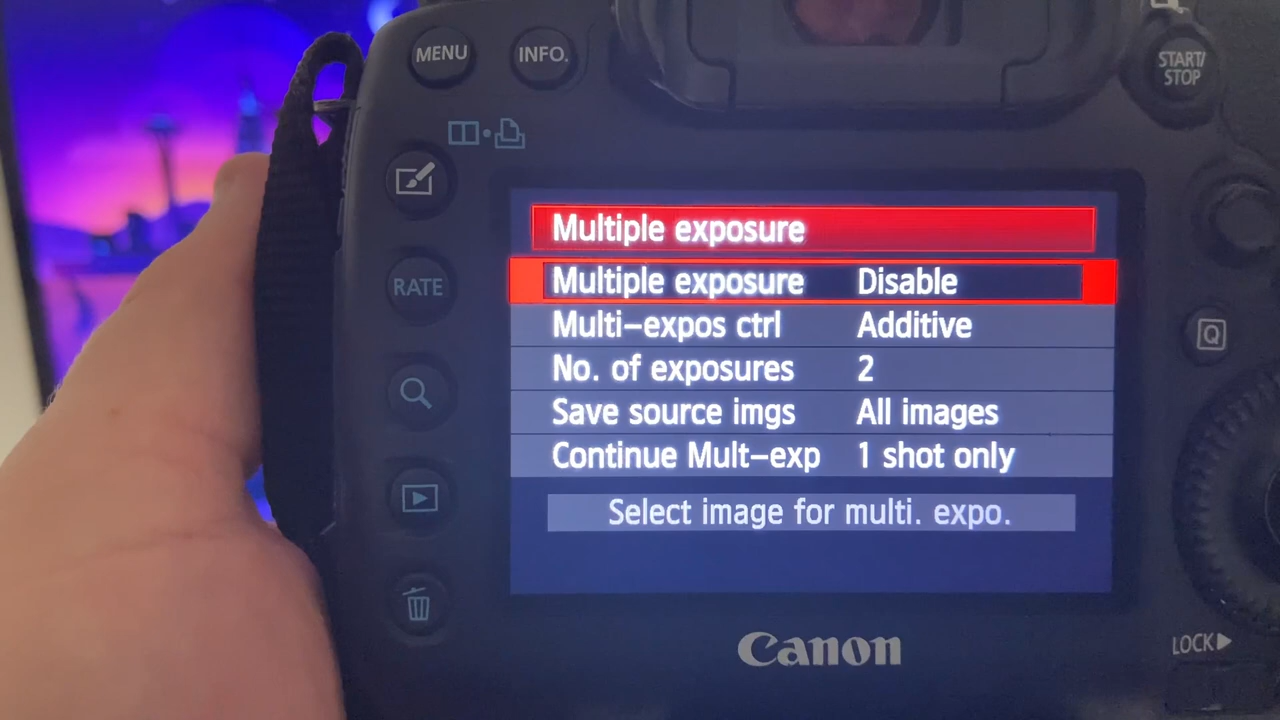 MENU
INFO.
START/
STOP
RATE
Multiple exposure
Multiple exposure Disable
Multi-expos ctrl Additive
No. of exposures 2
Save source imgs All images
Continue Mult-exp 1 shot only
Select image for multi. expo.
Q
Canon
LOCK▶